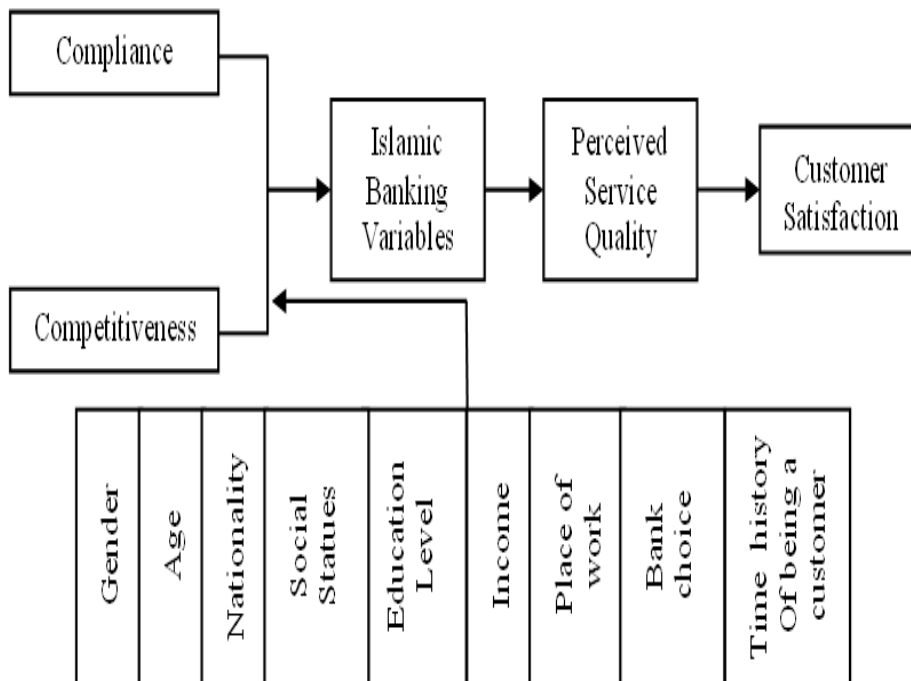 Compliance
Islamic
Banking
Variables
Perceived
Service
Quality
Customer
Satisfaction
Competitiveness
Gender
Age
Nationality
Social
Statues
Education
Level
Income
Place of
work
Bank
choice
Time history
Of being a
customer